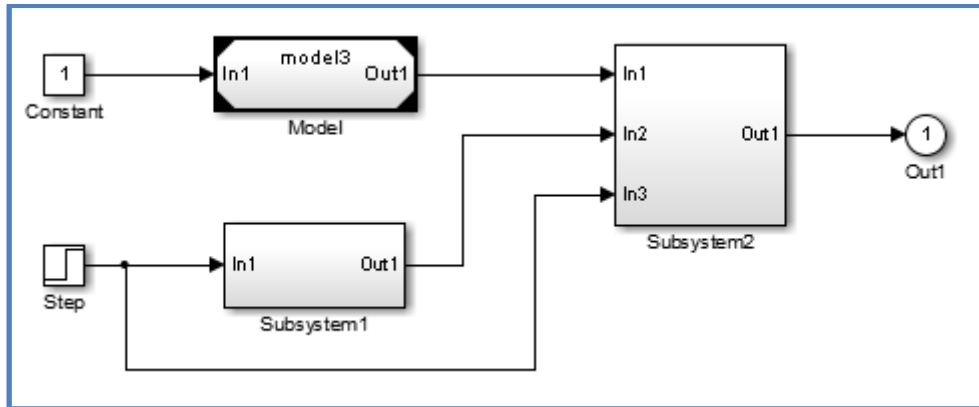 1
Constant
model3
In1
Out1
Model
In1
In2
In3
Out1
Subsystem2
1
Out1
Step
In1
Out1
Subsystem1